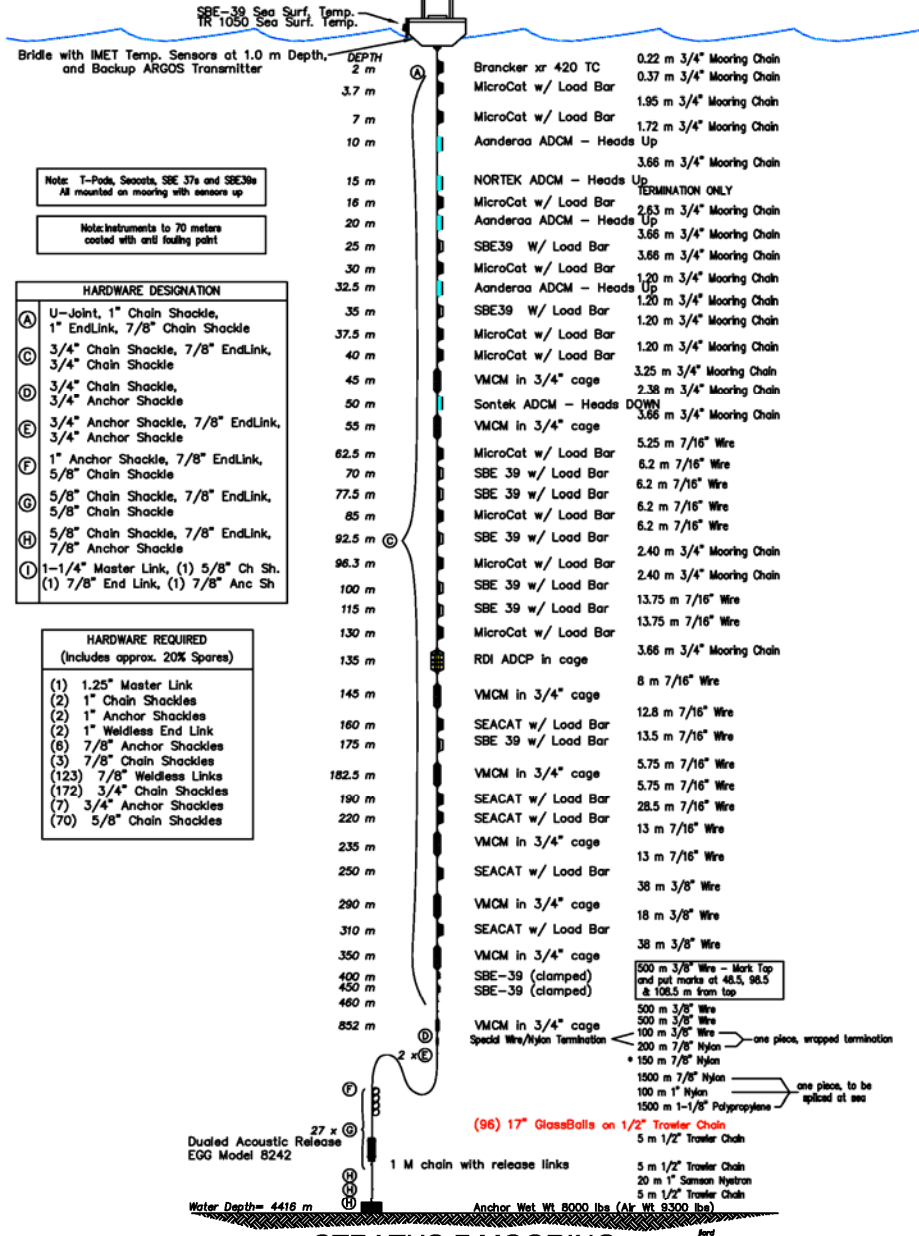 SBE-39 Sea Surf. Temp.
TR 1050 Sea Surf. Temp.
Bridle with IMET Temp. Sensors at 1.0 m Depth,
and Backup ARGOS Transmitter
DEPTH
2 m
A
Brancker xr 420 TC
0.22 m 3/4" Mooring Chain
0.37 m 3/4" Mooring Chain
3.7 m
MicroCat w/ Load Bar
1.95 m 3/4" Mooring Chain
7 m
MicroCat w/ Load Bar
1.72 m 3/4" Mooring Chain
10 m
Aanderaa ADCM - Heads Up
3.66 m 3/4" Mooring Chain
15 m
NORTEK ADCM - Heads Up
TERMINATION ONLY
16 m
MicroCat w/ Load Bar
2.63 m 3/4" Mooring Chain
20 m
Aanderaa ADCM - Heads Up
3.66 m 3/4" Mooring Chain
25 m
SBE39 W/ Load Bar
3.66 m 3/4" Mooring Chain
30 m
MicroCat w/ Load Bar
1.20 m 3/4" Mooring Chain
32.5 m
Aanderaa ADCM - Heads Up
1.20 m 3/4" Mooring Chain
35 m
SBE39 W/ Load Bar
1.20 m 3/4" Mooring Chain
37.5 m
MicroCat w/ Load Bar
1.20 m 3/4" Mooring Chain
40 m
MicroCat w/ Load Bar
3.25 m 3/4" Mooring Chain
45 m
VMCM in 3/4" cage
2.38 m 3/4" Mooring Chain
50 m
Sontek ADCM - Heads DOWN
3.66 m 3/4" Mooring Chain
55 m
VMCM in 3/4" cage
5.25 m 7/16" Wire
62.5 m
MicroCat w/ Load Bar
6.2 m 7/16" Wire
70 m
SBE 39 w/ Load Bar
6.2 m 7/16" Wire
77.5 m
SBE 39 w/ Load Bar
6.2 m 7/16" Wire
85 m
MicroCat w/ Load Bar
6.2 m 7/16" Wire
92.5 m
C
SBE 39 w/ Load Bar
2.40 m 3/4" Mooring Chain
96.3 m
MicroCat w/ Load Bar
2.40 m 3/4" Mooring Chain
100 m
SBE 39 w/ Load Bar
13.75 m 7/16" Wire
115 m
SBE 39 w/ Load Bar
13.75 m 7/16" Wire
130 m
MicroCat w/ Load Bar
3.66 m 3/4" Mooring Chain
135 m
RDI ADCP in cage
8 m 7/16" Wire
145 m
VMCM in 3/4" cage
12.8 m 7/16" Wire
160 m
SEACAT w/ Load Bar
13.5 m 7/16" Wire
175 m
SBE 39 w/ Load Bar
5.75 m 7/16" Wire
182.5 m
VMCM in 3/4" cage
5.75 m 7/16" Wire
190 m
SEACAT w/ Load Bar
28.5 m 7/16" Wire
220 m
SEACAT w/ Load Bar
13 m 7/16" Wire
235 m
VMCM in 3/4" cage
13 m 7/16" Wire
250 m
SEACAT w/ Load Bar
38 m 3/8" Wire
290 m
VMCM in 3/4" cage
18 m 3/8" Wire
310 m
SEACAT w/ Load Bar
38 m 3/8" Wire
350 m
VMCM in 3/4" cage
400 m
SBE-39 (clamped)
450 m
SBE-39 (clamped)
460 m
500 m 3/8" Wire - Mark Top
and put marks at 48.5, 98.5
& 108.5 m from top
500 m 3/8" Wire
500 m 3/8" Wire
852 m
VMCM in 3/4" cage
D
Special Wire/Nylon Termination
100 m 3/8" Wire
200 m 7/8" Nylon
one piece, wrapped termination
2 x E
* 150 m 7/8" Nylon
1500 m 7/8" Nylon
100 m 1" Nylon
1500 m 1-1/8" Polypropylene
one piece, to be
spliced at sea
F
(96) 17" GlassBalls on 1/2" Trawler Chain
27 x G
5 m 1/2" Trawler Chain
Dualed Acoustic Release
EGG Model 8242
1 M chain with release links
5 m 1/2" Trawler Chain
H
20 m 1" Samson Nystron
H
5 m 1/2" Trawler Chain
H
Water Depth= 4416 m
Anchor Wet Wt 8000 lbs (Air Wt 9300 lbs)
Note: T-Pods, Seacats, SBE 37s and SBE39s
All mounted on mooring with sensors up
Note:Instruments to 70 meters
coated with anti fouling paint
HARDWARE DESIGNATION
A U-Joint, 1" Chain Shackle,
1" EndLink, 7/8" Chain Shackle
C 3/4" Chain Shackle, 7/8" EndLink,
3/4" Chain Shackle
D 3/4" Chain Shackle,
3/4" Anchor Shackle
E 3/4" Anchor Shackle, 7/8" EndLink,
3/4" Anchor Shackle
F 1" Anchor Shackle, 7/8" EndLink,
5/8" Chain Shackle
G 5/8" Chain Shackle, 7/8" EndLink,
5/8" Chain Shackle
H 5/8" Chain Shackle, 7/8" EndLink,
7/8" Anchor Shackle
I 1-1/4" Master Link, (1) 5/8" Ch Sh.
(1) 7/8" End Link, (1) 7/8" Anc Sh
HARDWARE REQUIRED
(Includes approx. 20% Spares)
(1) 1.25" Master Link
(2) 1" Chain Shackles
(2) 1" Anchor Shackles
(2) 1" Weldless End Link
(6) 7/8" Anchor Shackles
(3) 7/8" Chain Shackles
(123) 7/8" Weldless Links
(172) 3/4" Chain Shackles
(7) 3/4" Anchor Shackles
(70) 5/8" Chain Shackles